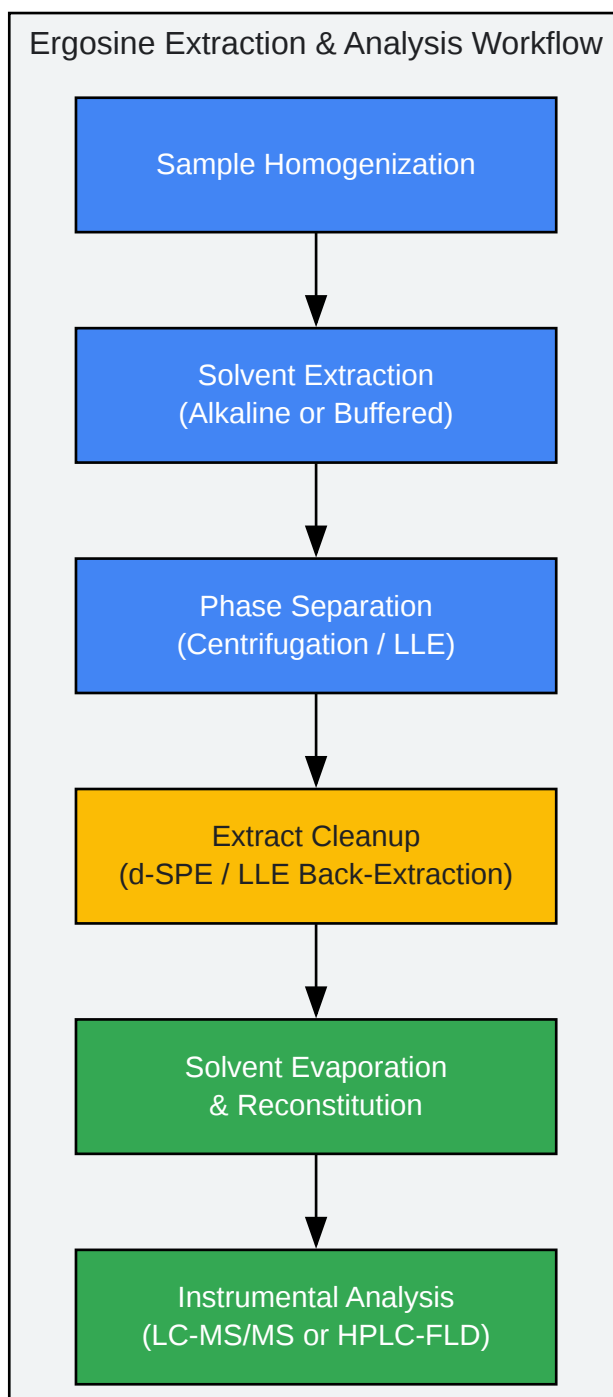 Ergosine Extraction & Analysis Workflow
Sample Homogenization
Solvent Extraction
(Alkaline or Buffered)
Phase Separation
(Centrifugation / LLE)
Extract Cleanup
(d-SPE / LLE Back-Extraction)
Solvent Evaporation
& Reconstitution
Instrumental Analysis
(LC-MS/MS or HPLC-FLD)